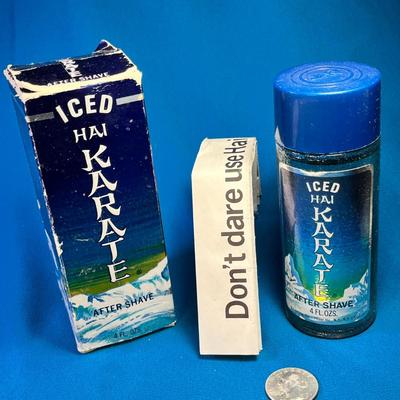 AFTER SHAVE
ICED
HAI
KARATE
AFTER SHAVE
4 FL. OZS.
Don't dare use Hai
ICED
HAI
KARATE
AFTER SHAVE
4 FL. OZS.